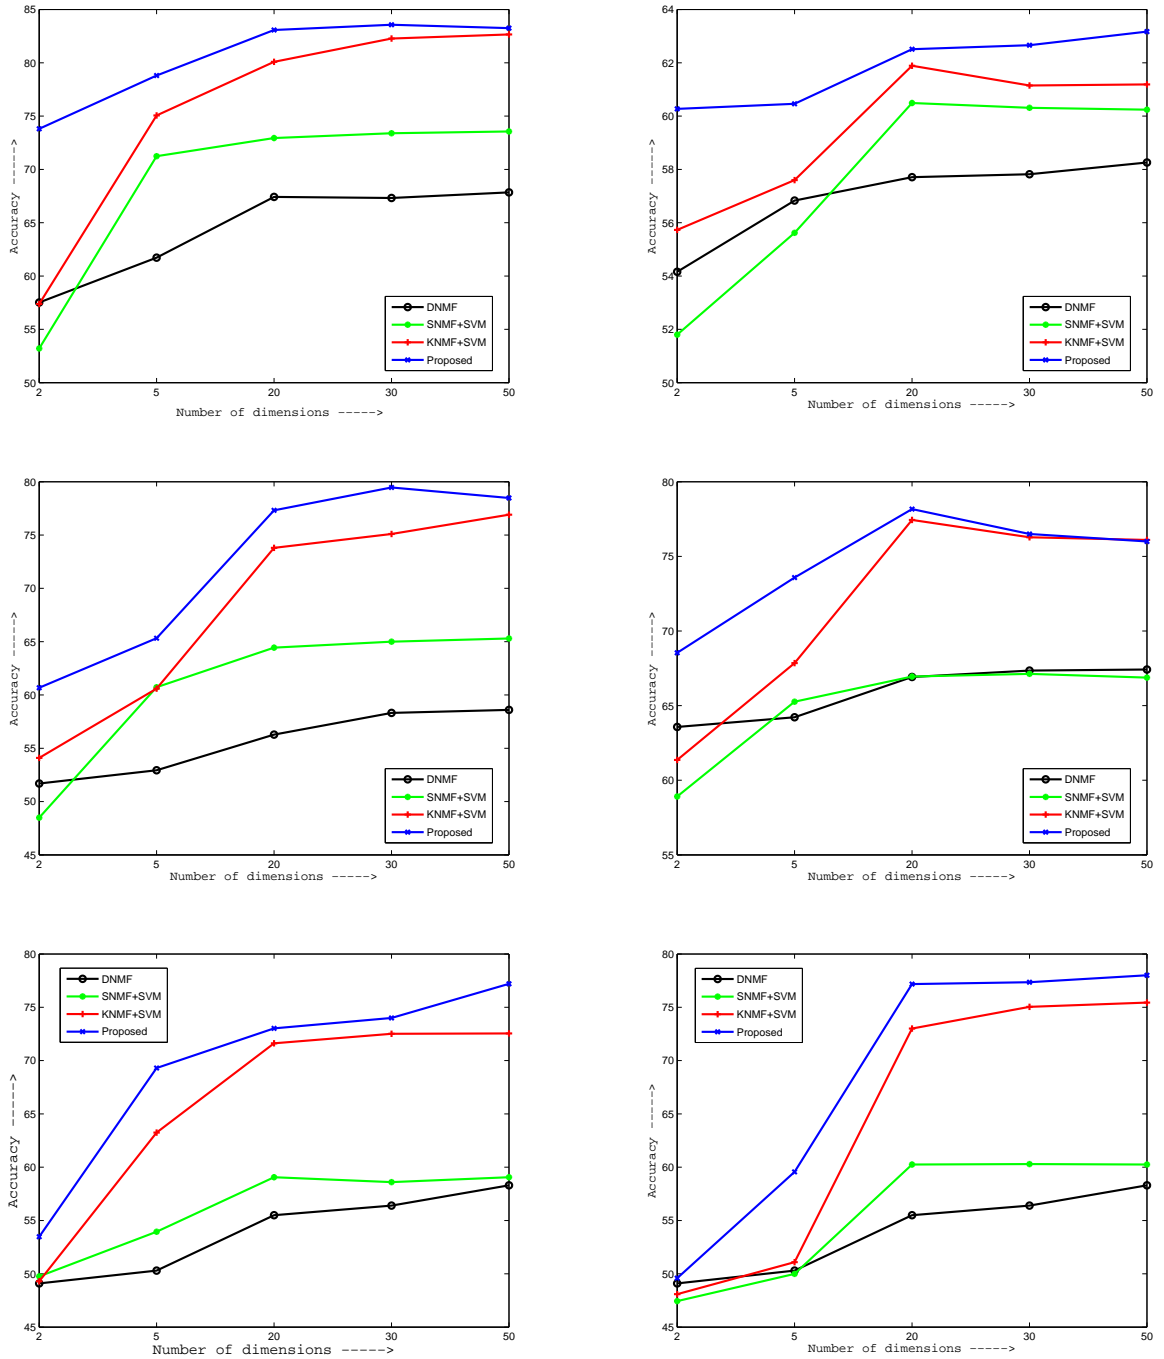 85
80
75
70
65
60
55
50
Accuracy ----->
2 5 20 30 50
Number of dimensions ----->
DNMF
SNMF+SVM
KNMF+SVM
Proposed
64
62
60
58
56
54
52
50
Accuracy ----->
2 5 20 30 50
Number of dimensions ----->
DNMF
SNMF+SVM
KNMF+SVM
Proposed
80
75
70
65
60
55
50
45
Accuracy ----->
2 5 20 30 50
Number of dimensions ----->
DNMF
SNMF+SVM
KNMF+SVM
Proposed
80
75
70
65
60
55
Accuracy ----->
2 5 20 30 50
Number of dimensions ----->
DNMF
SNMF+SVM
KNMF+SVM
Proposed
80
75
70
65
60
55
50
45
Accuracy ----->
2 5 20 30 50
Number of dimensions ----->
DNMF
SNMF+SVM
KNMF+SVM
Proposed
80
75
70
65
60
55
50
45
Accuracy ----->
2 5 20 30 50
Number of dimensions ----->
DNMF
SNMF+SVM
KNMF+SVM
Proposed